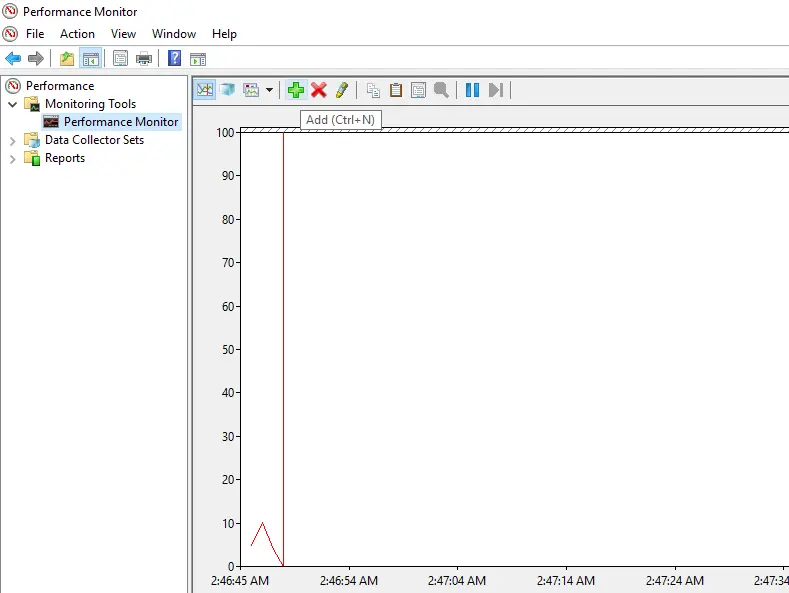 Performance Monitor
File Action View Window Help
Performance
Monitoring Tools
Performance Monitor
Data Collector Sets
Reports
Add (Ctrl+N)
100
90
80
70
60
50
40
30
20
10
0
2:46:45 AM 2:46:54 AM 2:47:04 AM 2:47:14 AM 2:47:24 AM 2:47:34